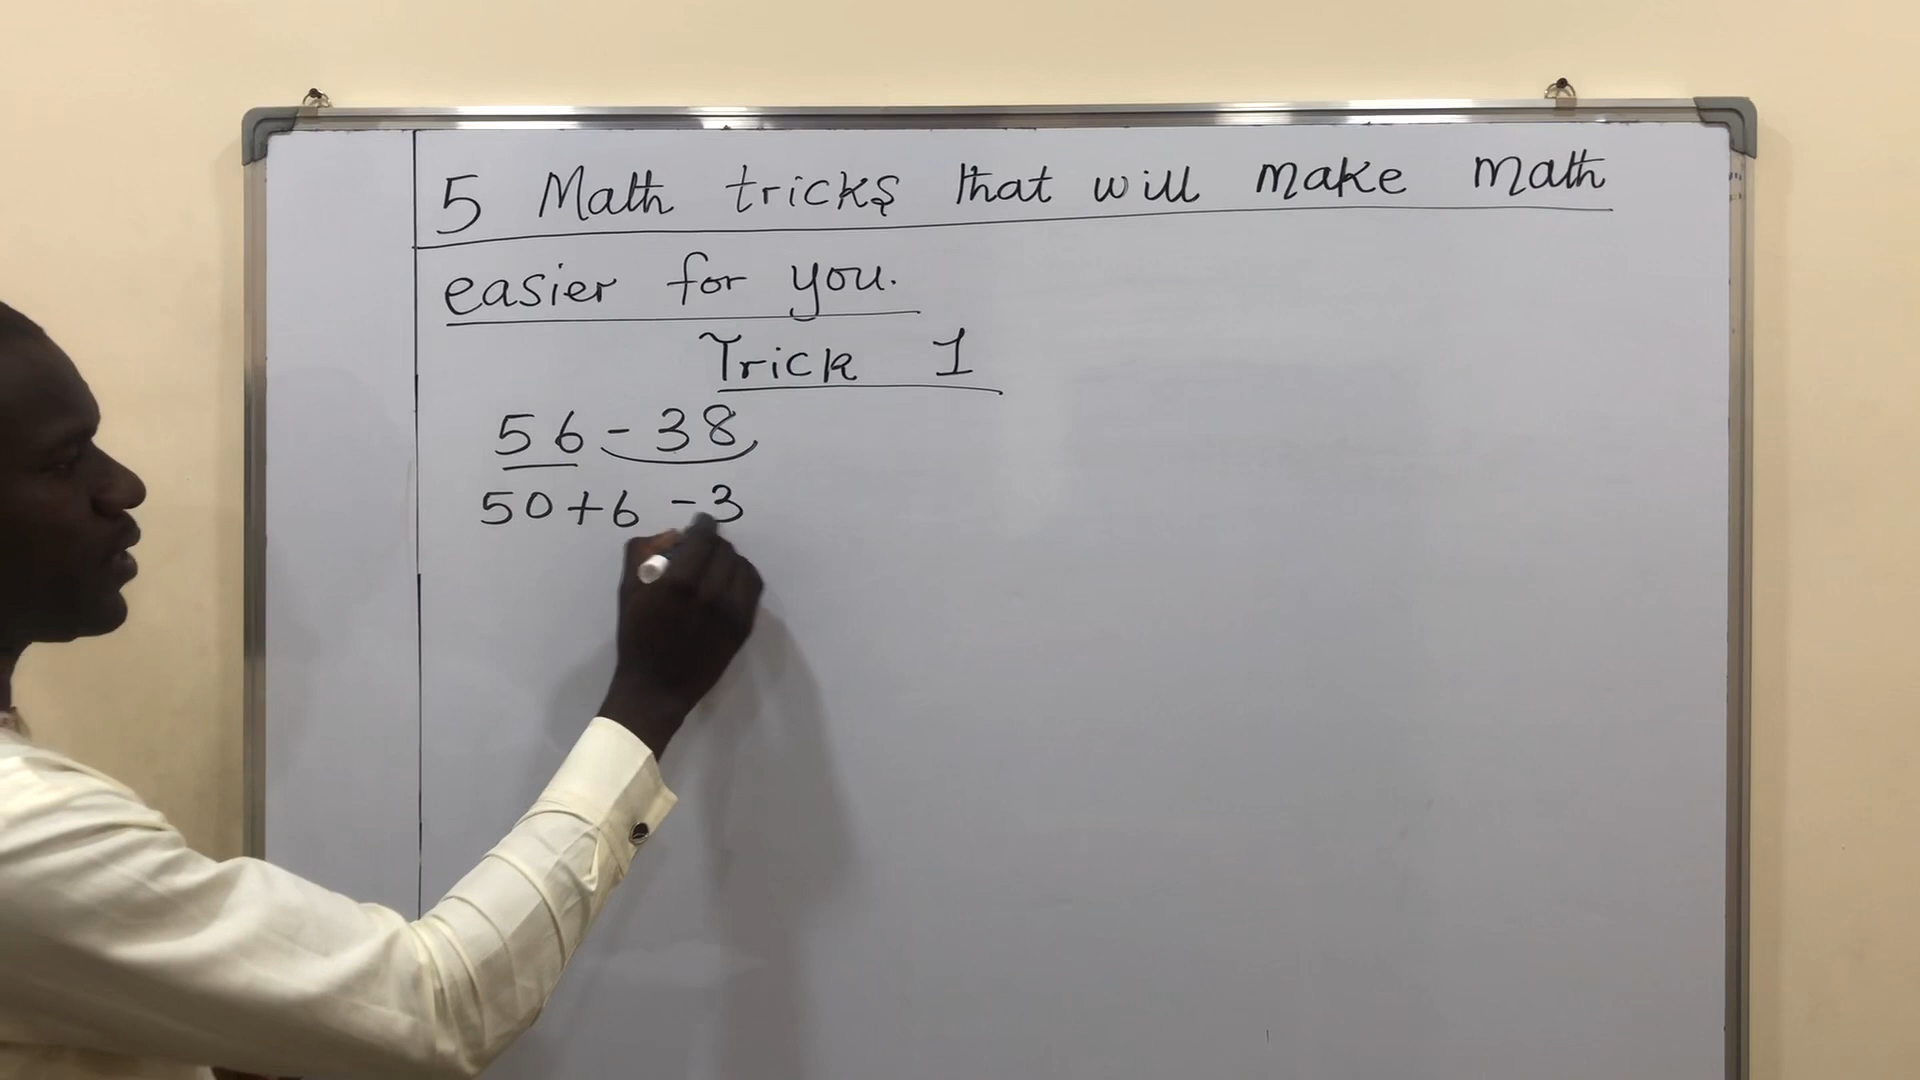 5 Math tricks that will make math
easier for you.
Trick 1
56 - 38
50+6 - 3